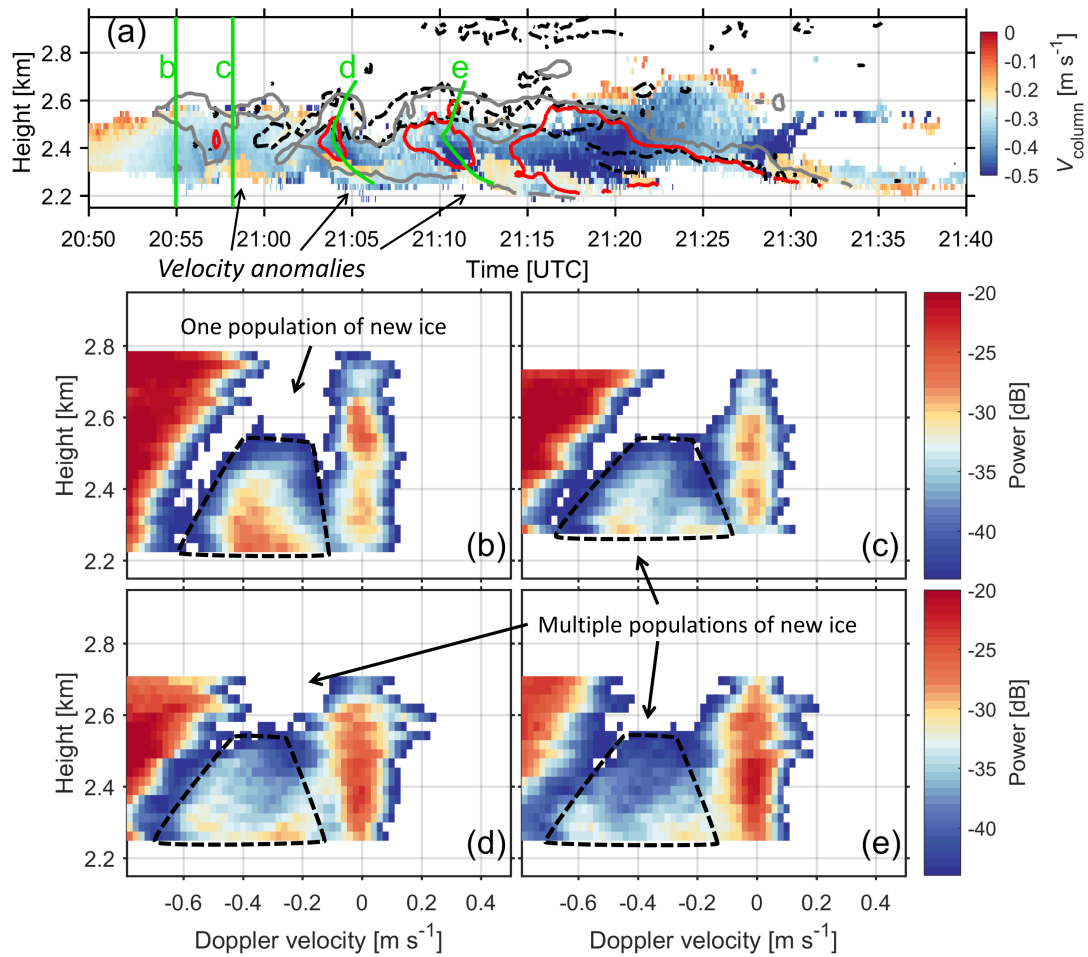 (a)
Height [km]
2.8
2.6
2.4
2.2
b
c
d
e
0
-0.1
-0.2
-0.3
-0.4
-0.5
V column [m s-1]
20:50 20:55 21:00 21:05 21:10 21:15 21:20 21:25 21:30 21:35 21:40
Velocity anomalies
Time [UTC]
One population of new ice
Height [km]
2.8
2.6
2.4
2.2
(b)
(c)
-20
-25
-30
-35
-40
Power [dB]
Multiple populations of new ice
Height [km]
2.8
2.6
2.4
2.2
(d)
(e)
-20
-25
-30
-35
-40
Power [dB]
-0.6 -0.4 -0.2 0 0.2 0.4
-0.6 -0.4 -0.2 0 0.2 0.4
Doppler velocity [m s-1]
Doppler velocity [m s-1]